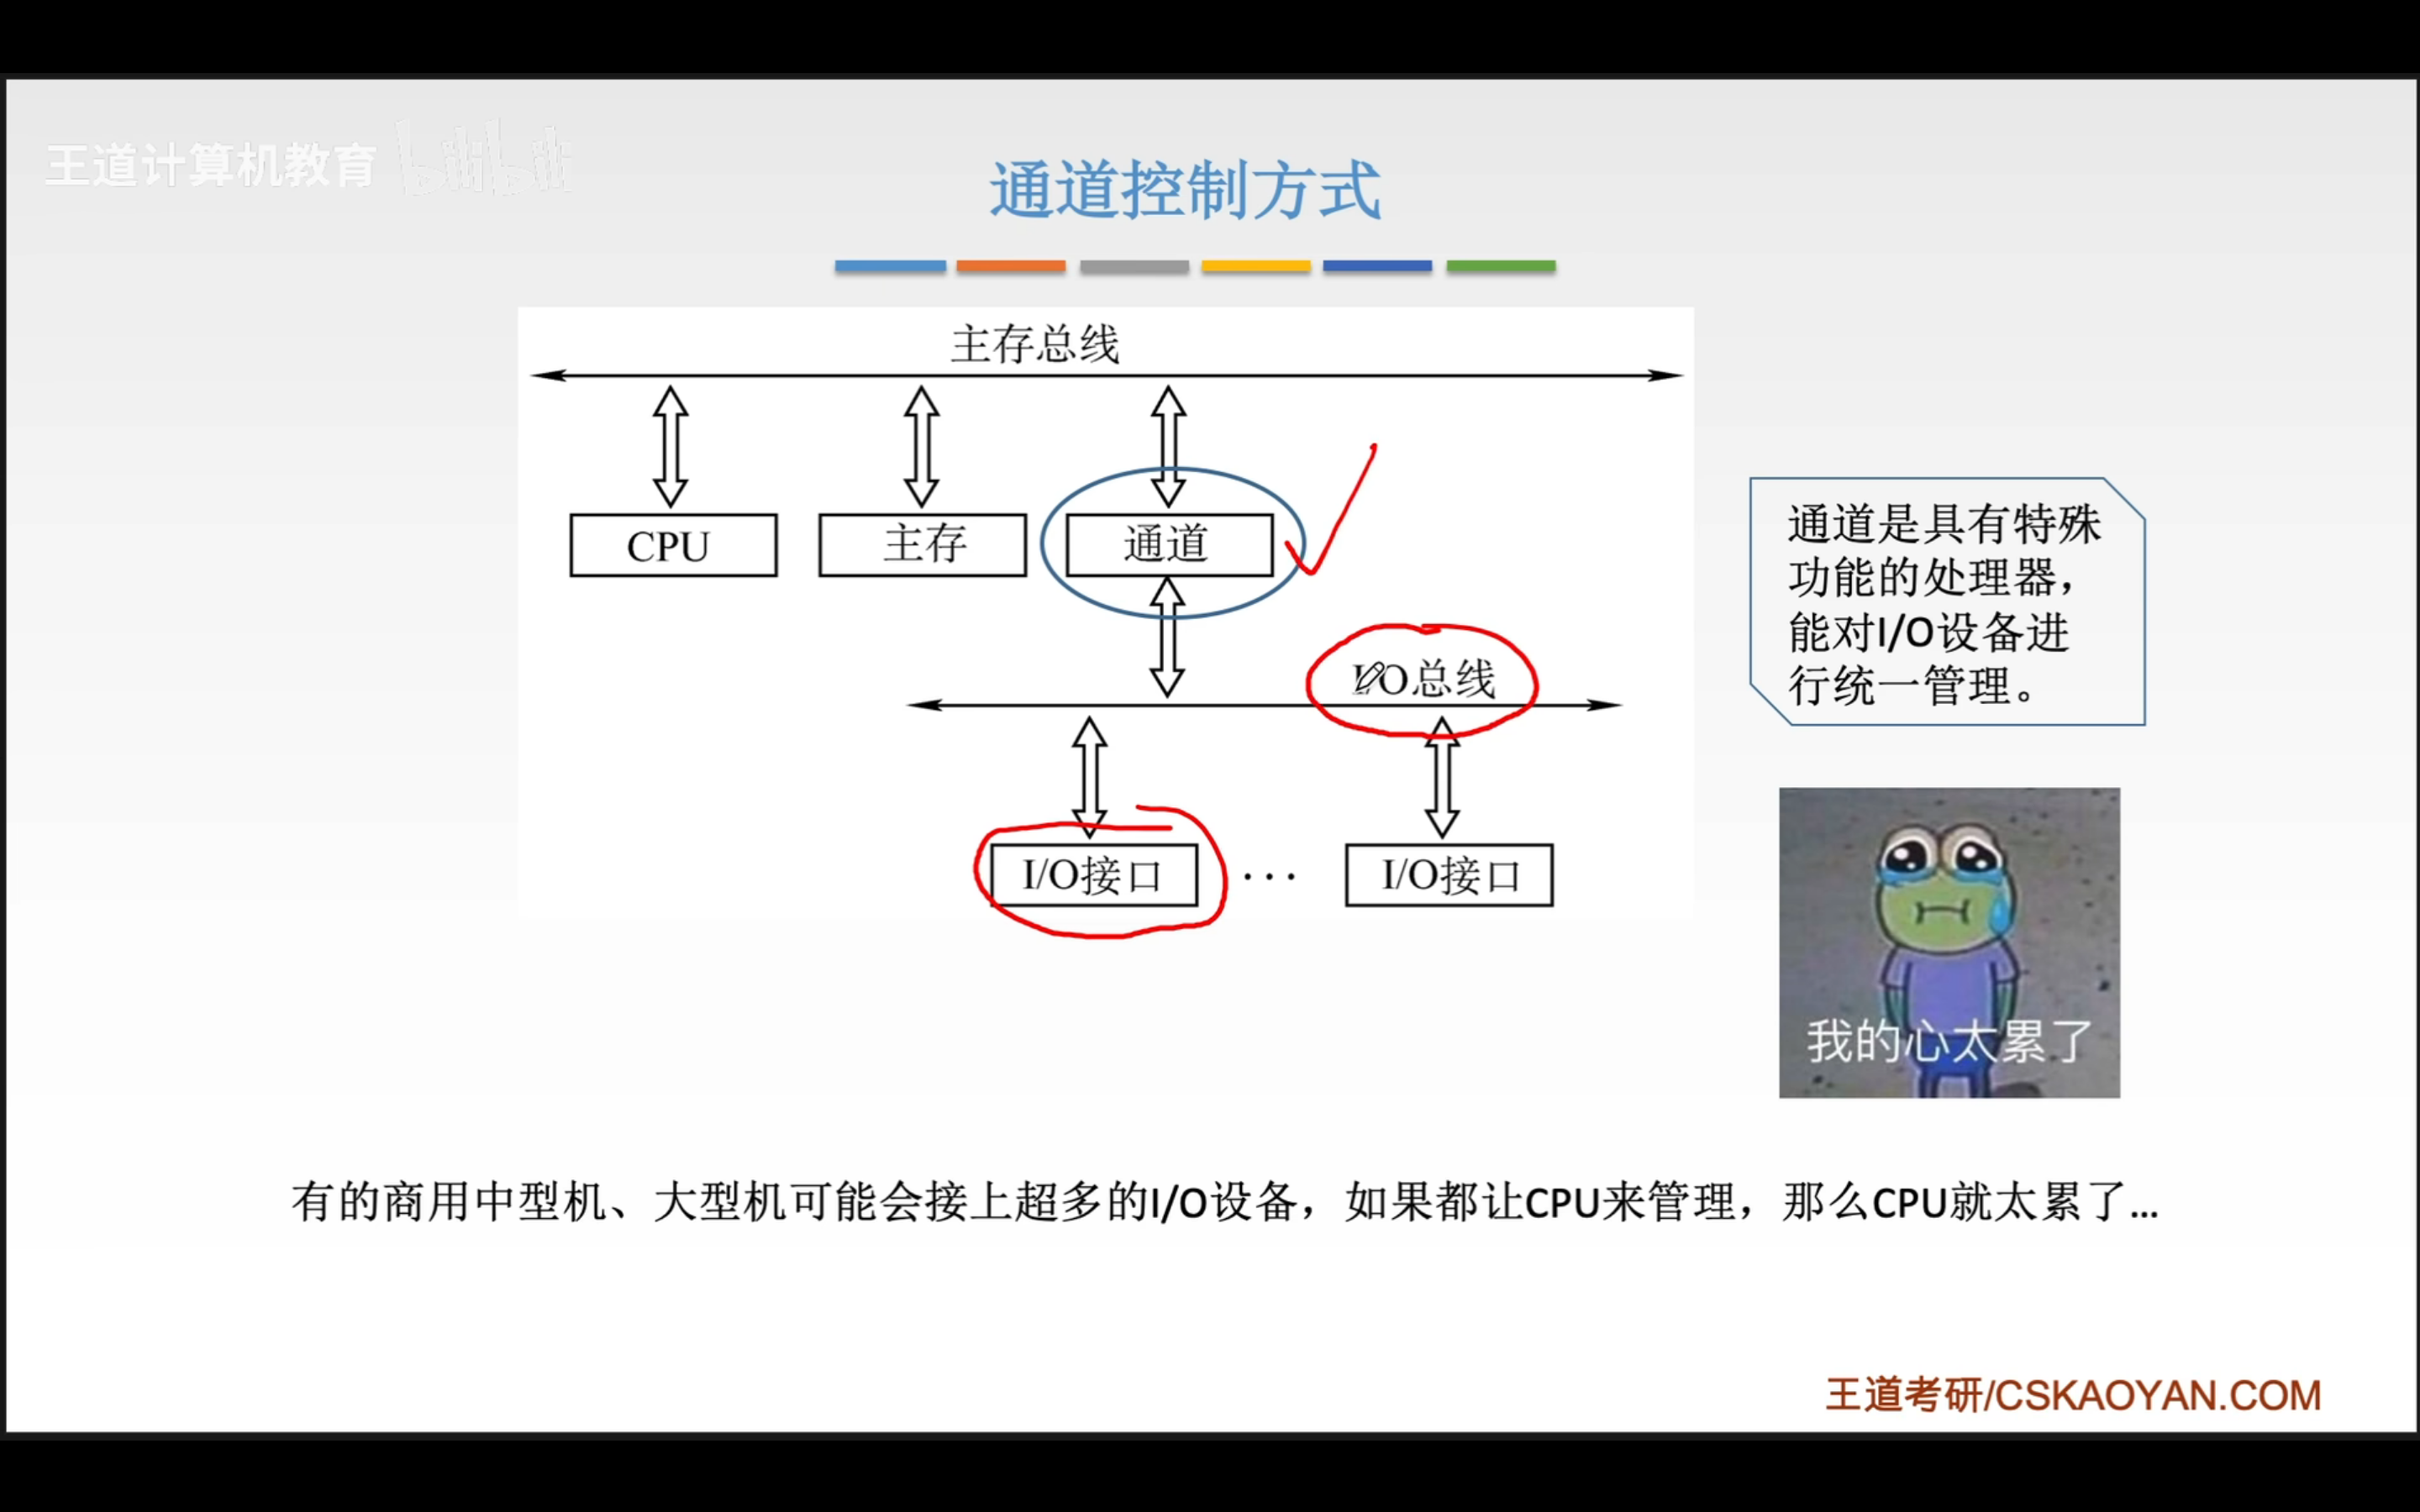 王道计算机教育 bilibili
通道控制方式
主存总线
CPU
主存
通道
通道是具有特殊
功能的处理器，
能对I/O设备进
行统一管理。
I/O总线
I/O接口
...
I/O接口
我的心太累了
有的商用中型机、大型机可能会接上超多的I/O设备，如果都让CPU来管理，那么CPU就太累了...
王道考研/CSKAOYAN.COM